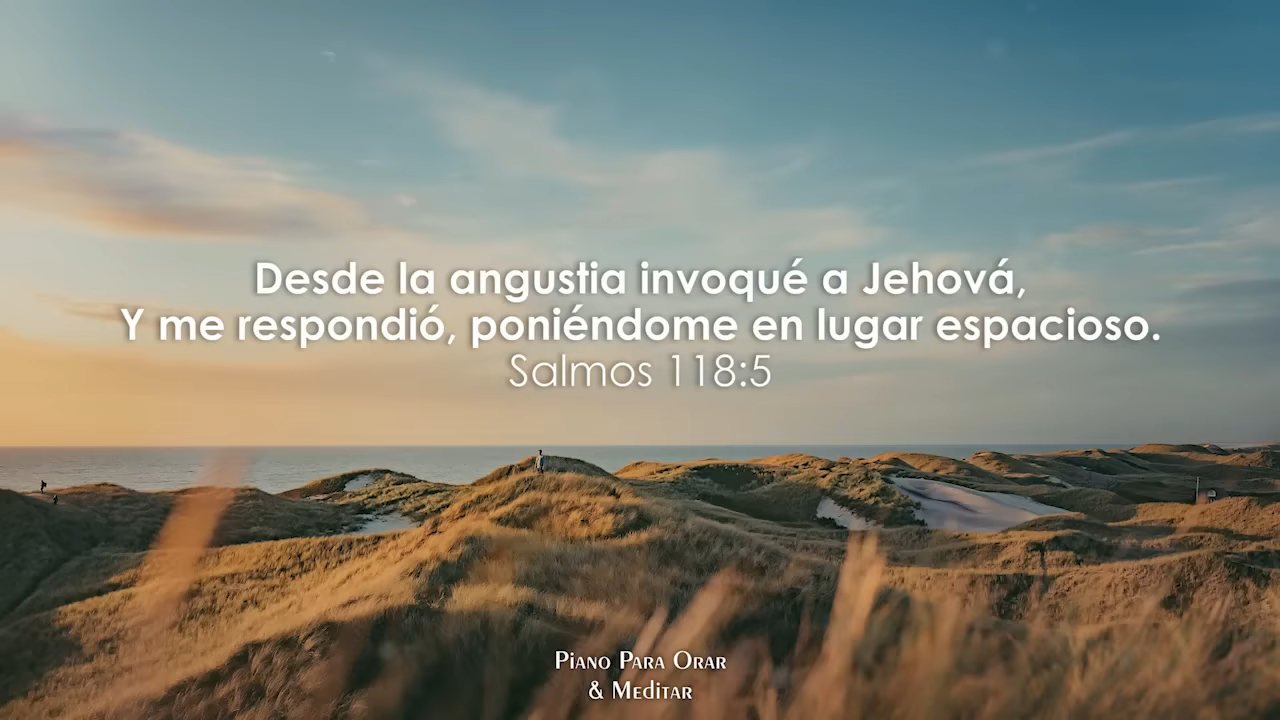 Desde la angustia invoqué a Jehová,
Y me respondió, poniéndome en lugar espacioso.
Salmos 118:5
Piano Para Orar
& Meditar